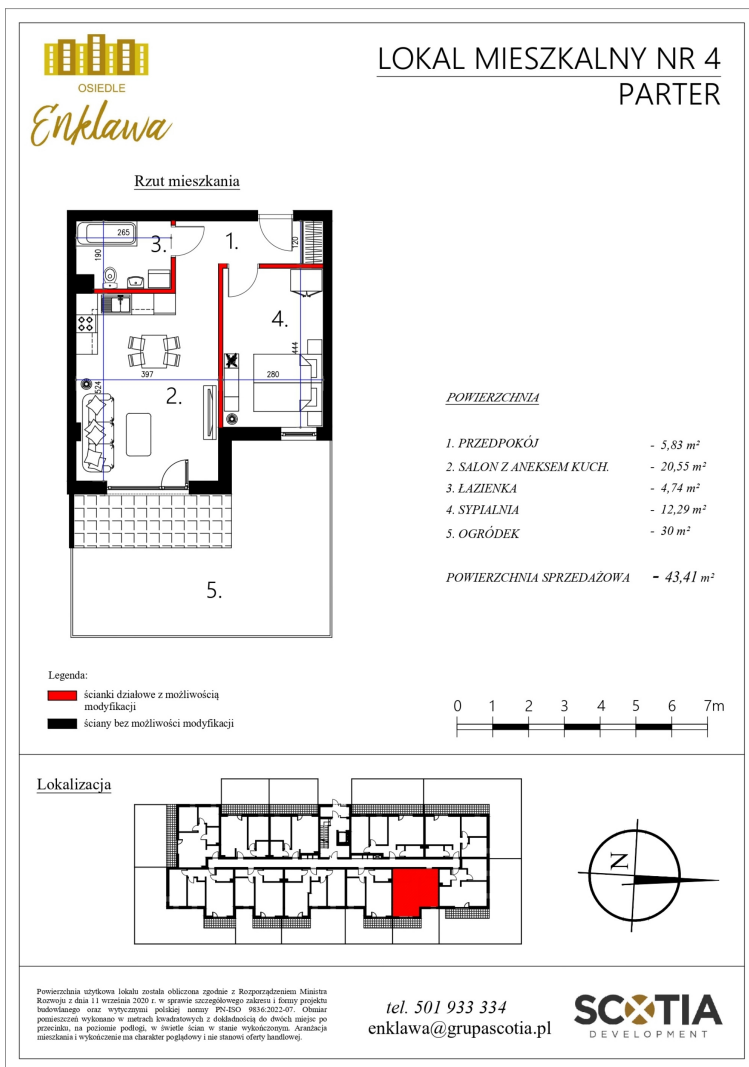 OSIEDLE
Enklawa
LOKAL MIESZKALNY NR 4
PARTER
Rzut mieszkania
265
3.
1.
120
190
4.
444
397
280
524
2.
5.
POWIERZCHNIA
1. PRZEDPOKÓJ - 5,83 m²
2. SALON Z ANEKSEM KUCH. - 20,55 m²
3. ŁAZIENKA - 4,74 m²
4. SYPIALNIA - 12,29 m²
5. OGRÓDEK - 30 m²
POWIERZCHNIA SPRZEDAŻOWA - 43,41 m²
Legenda:
ścianki działowe z możliwością
modyfikacji
ściany bez możliwości modyfikacji
0 1 2 3 4 5 6 7m
Lokalizacja
N
Powierzchnia użytkowa lokalu została obliczona zgodnie z Rozporządzeniem Ministra
Rozwoju z dnia 11 września 2020 r. w sprawie szczegółowego zakresu i formy projektu
budowlanego oraz wytycznymi polskiej normy PN-ISO 9836:2022-07. Obmiar
pomieszczeń wykonano w metrach kwadratowych z dokładnością do dwóch miejsc po
przecinku, na poziomie podłogi, w świetle ścian w stanie wykończonym. Aranżacja
mieszkania i wykończenie ma charakter poglądowy i nie stanowi oferty handlowej.
tel. 501 933 334
enklawa@grupascotia.pl
SCOTIA
DEVELOPMENT